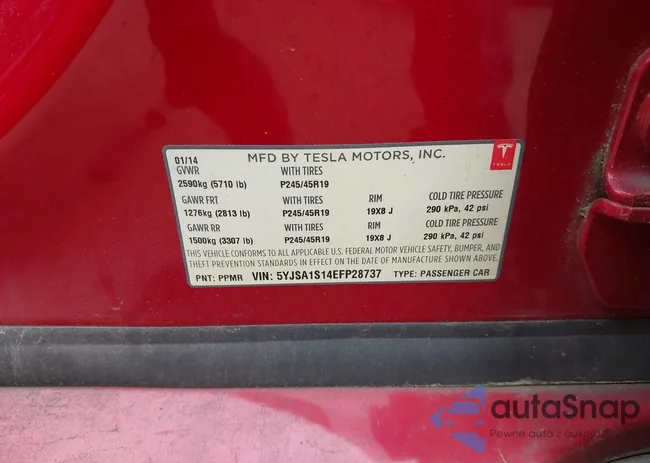 01/14 MFD BY TESLA MOTORS, INC.
GVWR WITH TIRES
2590kg (5710 lb) P245/45R19
GAWR FRT WITH TIRES RIM COLD TIRE PRESSURE
1276kg (2813 lb) P245/45R19 19X8 J 290 kPa, 42 psi
GAWR RR WITH TIRES RIM COLD TIRE PRESSURE
1500kg (3307 lb) P245/45R19 19X8 J 290 kPa, 42 psi
THIS VEHICLE CONFORMS TO ALL APPLICABLE U.S. FEDERAL MOTOR VEHICLE SAFETY, BUMPER, AND
THEFT PREVENTION STANDARDS IN EFFECT ON THE DATE OF MANUFACTURE SHOWN ABOVE.
PNT: PPMR VIN: 5YJSA1S14EFP28737 TYPE: PASSENGER CAR
TESLA
autaSnap
Pewne auta z aukcji